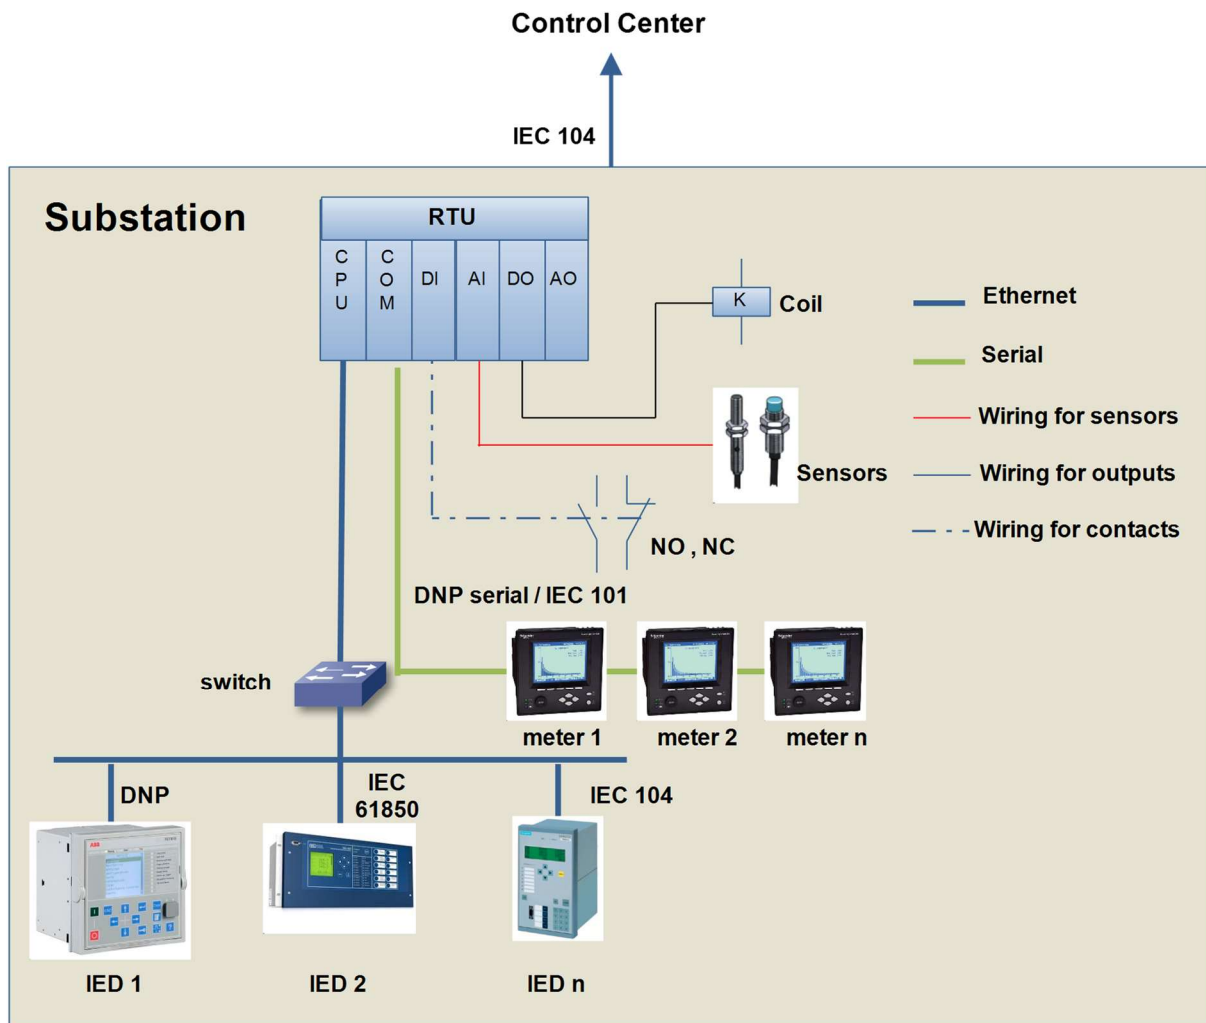 Control Center
IEC 104
Substation
RTU
C
P
U
C
O
M
DI
AI
DO
AO
K
Coil
Ethernet
Serial
Wiring for sensors
Sensors
Wiring for outputs
Wiring for contacts
NO , NC
DNP serial / IEC 101
switch
meter 1
meter 2
meter n
DNP
IEC
61850
IEC 104
ABB
IED 1
IED 2
IED n